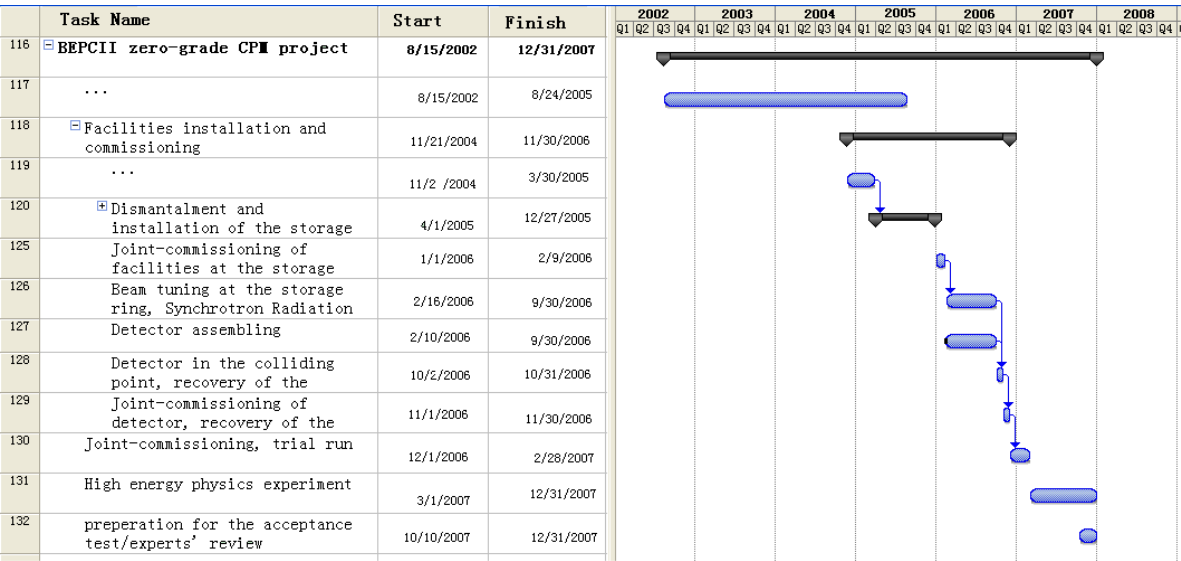 Task Name Start Finish 2002 2003 2004 2005 2006 2007 2008
Q1 Q2 Q3 Q4 Q1 Q2 Q3 Q4 Q1 Q2 Q3 Q4 Q1 Q2 Q3 Q4 Q1 Q2 Q3 Q4 Q1 Q2 Q3 Q4 Q1 Q2 Q3 Q4
116 BEPCII zero-grade CPM project 8/15/2002 12/31/2007
117 ... 8/15/2002 8/24/2005
118 Facilities installation and
commissioning 11/21/2004 11/30/2006
119 ... 11/2 /2004 3/30/2005
120 Dismantalment and
installation of the storage 4/1/2005 12/27/2005
125 Joint-commissioning of
facilities at the storage 1/1/2006 2/9/2006
126 Beam tuning at the storage
ring, Synchrotron Radiation 2/16/2006 9/30/2006
127 Detector assembling 2/10/2006 9/30/2006
128 Detector in the colliding
point, recovery of the 10/2/2006 10/31/2006
129 Joint-commissioning of
detector, recovery of the 11/1/2006 11/30/2006
130 Joint-commissioning, trial run 12/1/2006 2/28/2007
131 High energy physics experiment 3/1/2007 12/31/2007
132 preperation for the acceptance
test/experts' review 10/10/2007 12/31/2007